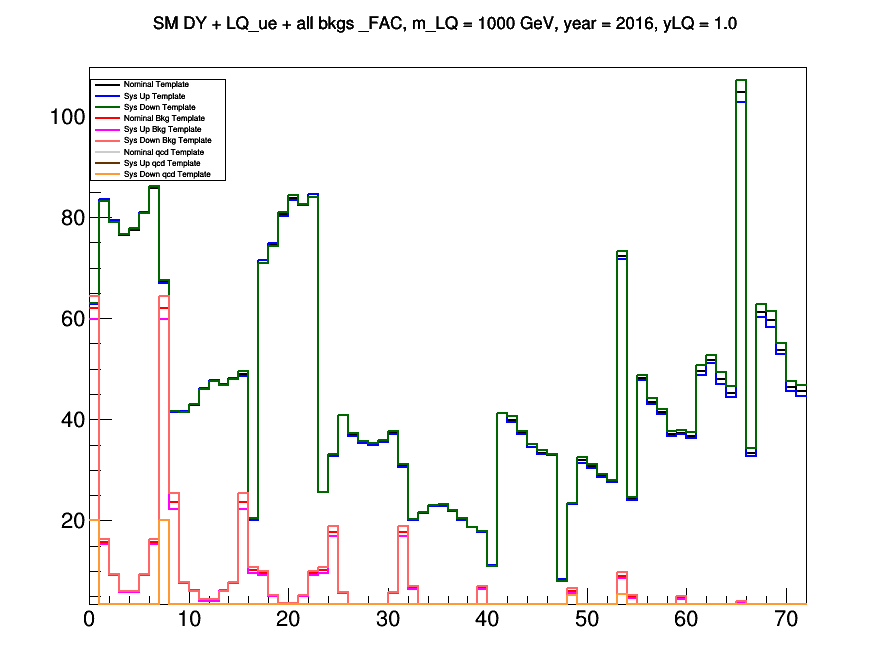 SM DY + LQ_ue + all bkgs _FAC, m_LQ = 1000 GeV, year = 2016, yLQ = 1.0
Nominal Template
Sys Up Template
Sys Down Template
Nominal Bkg Template
Sys Up Bkg Template
Sys Down Bkg Template
Nominal qcd Template
Sys Up qcd Template
Sys Down qcd Template
100
80
60
40
20
0 10 20 30 40 50 60 70